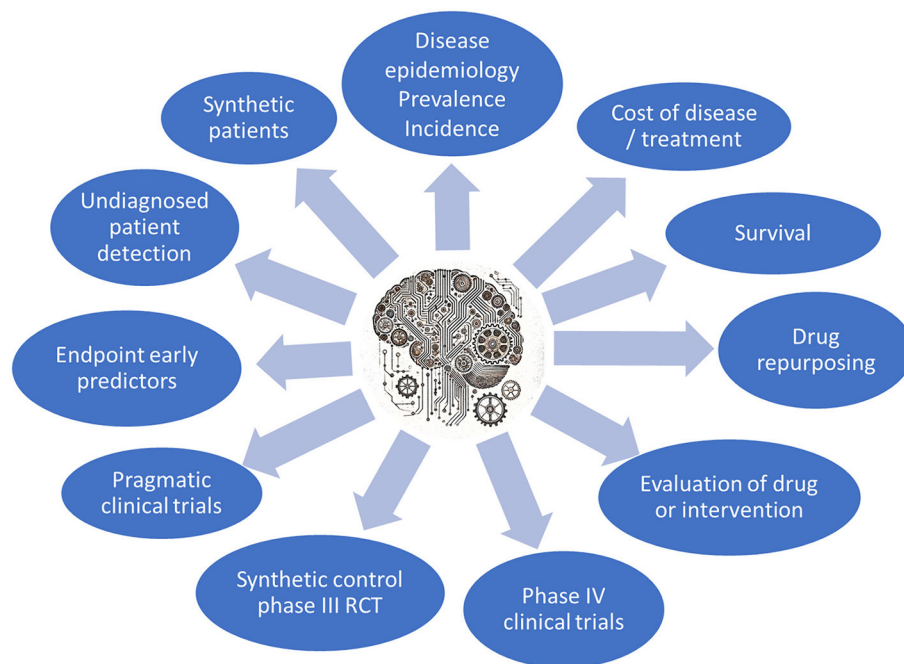 Disease
epidemiology
Prevalence
Incidence
Cost of disease
/ treatment
Survival
Drug
repurposing
Evaluation of drug
or intervention
Phase IV
clinical trials
Synthetic control
phase III RCT
Pragmatic
clinical trials
Endpoint early
predictors
Undiagnosed
patient
detection
Synthetic
patients